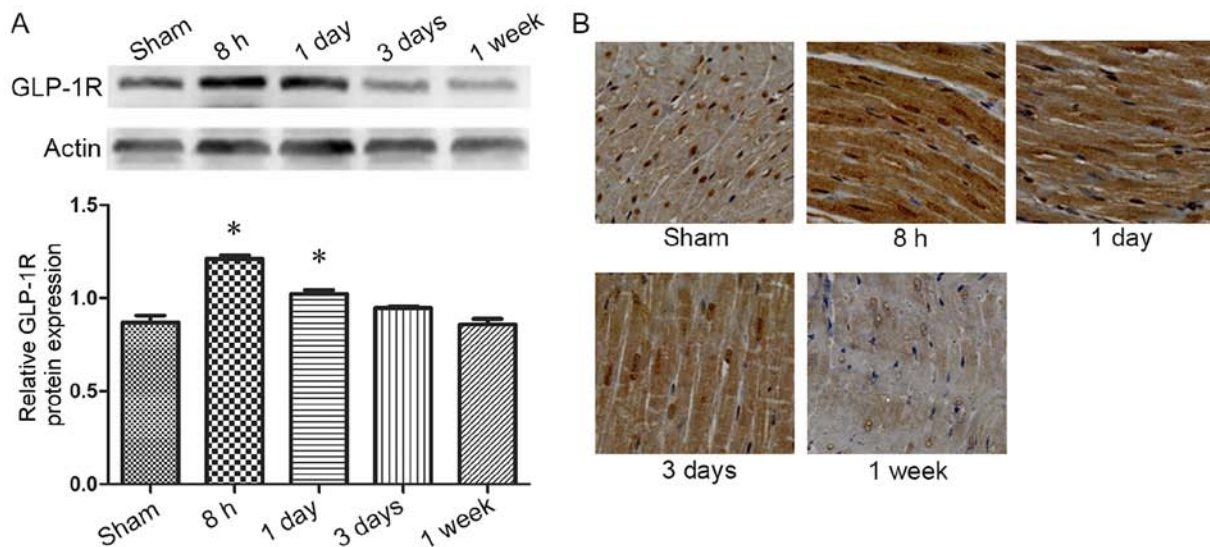 A
Sham 8 h 1 day 3 days 1 week
GLP-1R
Actin
Relative GLP-1R
protein expression
1.5
*
*
1.0
0.5
0.0
Sham 8 h 1 day 3 days 1 week
B
Sham 8 h 1 day
3 days 1 week